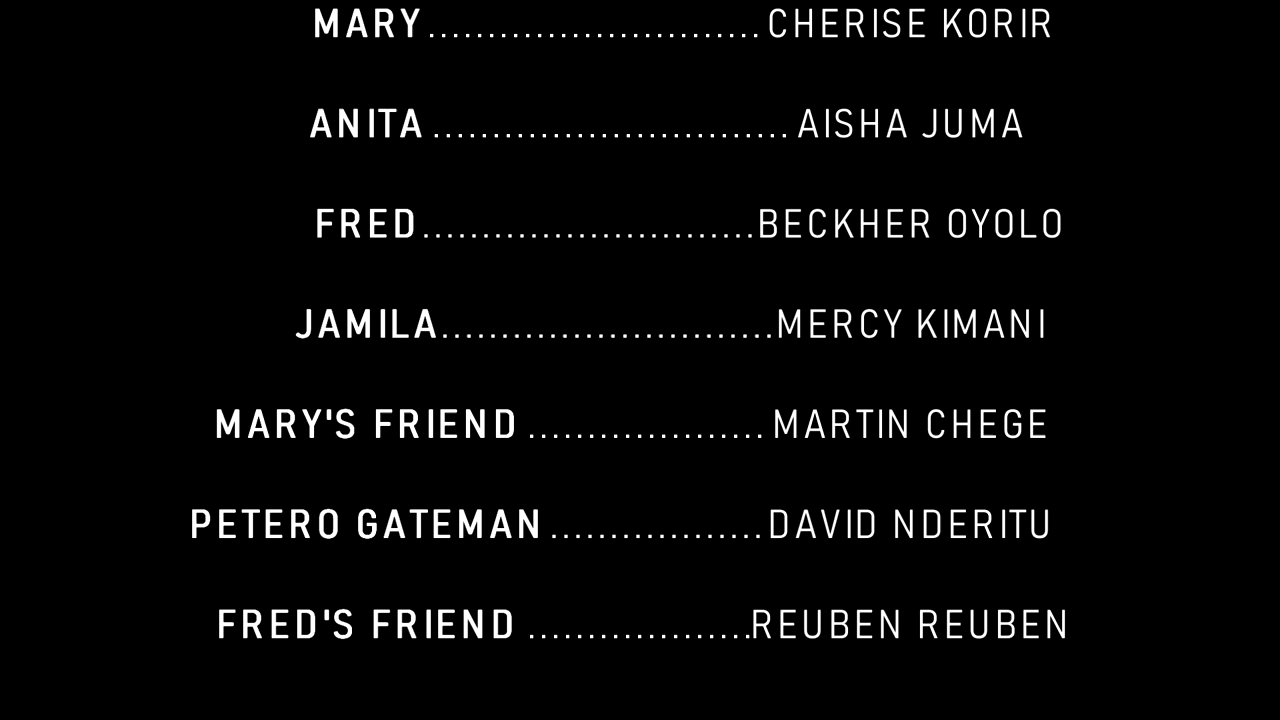 MARY............................ CHERISE KORIR
ANITA .............................. AISHA JUMA
FRED............................BECKHER OYOLO
JAMILA............................MERCY KIMANI
MARY'S FRIEND .................... MARTIN CHEGE
PETERO GATEMAN ..................DAVID NDERITU
FRED'S FRIEND ...................REUBEN REUBEN